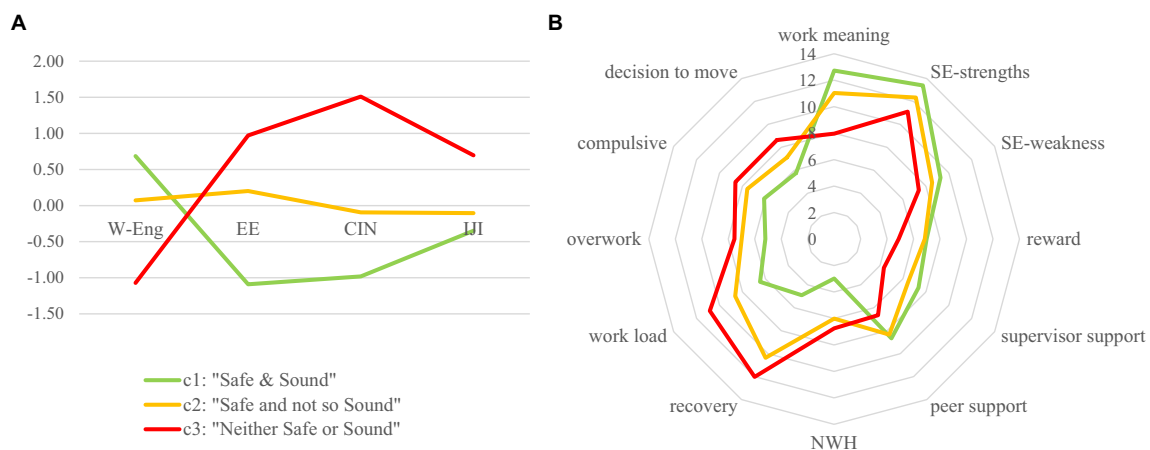 A
2.00
1.50
1.00
0.50
0.00
-0.50
-1.00
-1.50
W-Eng
EE
CIN
IJI
c1: "Safe & Sound"
c2: "Safe and not so Sound"
c3: "Neither Safe or Sound"
B
work meaning
SE-strengths
SE-weakness
reward
supervisor support
peer support
NWH
recovery
work load
overwork
compulsive
decision to move
14
12
10
8
6
4
2
0